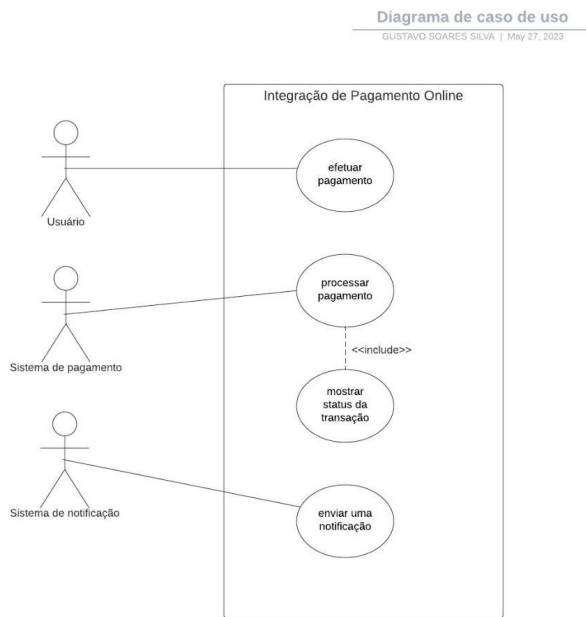 Diagrama de caso de uso
GUSTAVO SOARES SILVA | May 27, 2023
Integração de Pagamento Online
efetuar
pagamento
Usuário
processar
pagamento
<<include>>
Sistema de pagamento
mostrar
status da
transação
Sistema de notificação
enviar uma
notificação